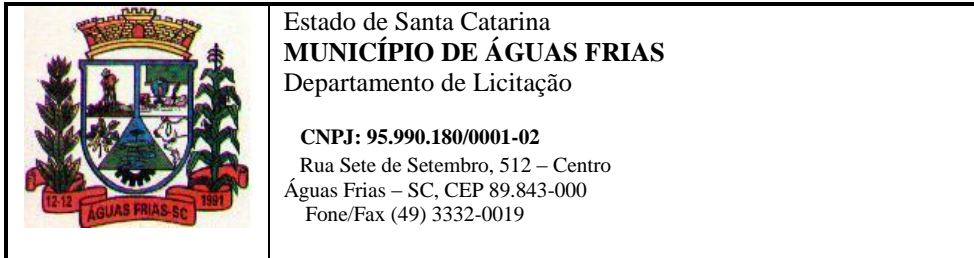 12-12
1991
ÁGUAS FRIAS-SC
Estado de Santa Catarina
MUNICÍPIO DE ÁGUAS FRIAS
Departamento de Licitação
CNPJ: 95.990.180/0001-02
Rua Sete de Setembro, 512 – Centro
Águas Frias – SC, CEP 89.843-000
Fone/Fax (49) 3332-0019